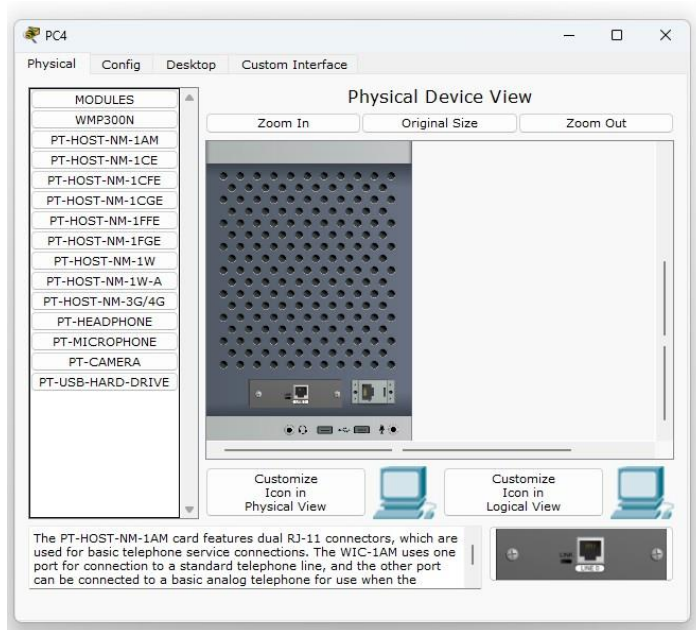 PC4
Physical Config Desktop Custom Interface
MODULES
WMP300N
PT-HOST-NM-1AM
PT-HOST-NM-1CE
PT-HOST-NM-1CFE
PT-HOST-NM-1CGE
PT-HOST-NM-1FFE
PT-HOST-NM-1FGE
PT-HOST-NM-1W
PT-HOST-NM-1W-A
PT-HOST-NM-3G/4G
PT-HEADPHONE
PT-MICROPHONE
PT-CAMERA
PT-USB-HARD-DRIVE
Physical Device View
Zoom In Original Size Zoom Out
Customize
Icon in
Physical View
Customize
Icon in
Logical View
The PT-HOST-NM-1AM card features dual RJ-11 connectors, which are
used for basic telephone service connections. The WIC-1AM uses one
port for connection to a standard telephone line, and the other port
can be connected to a basic analog telephone for use when the
LINK
LINE 0